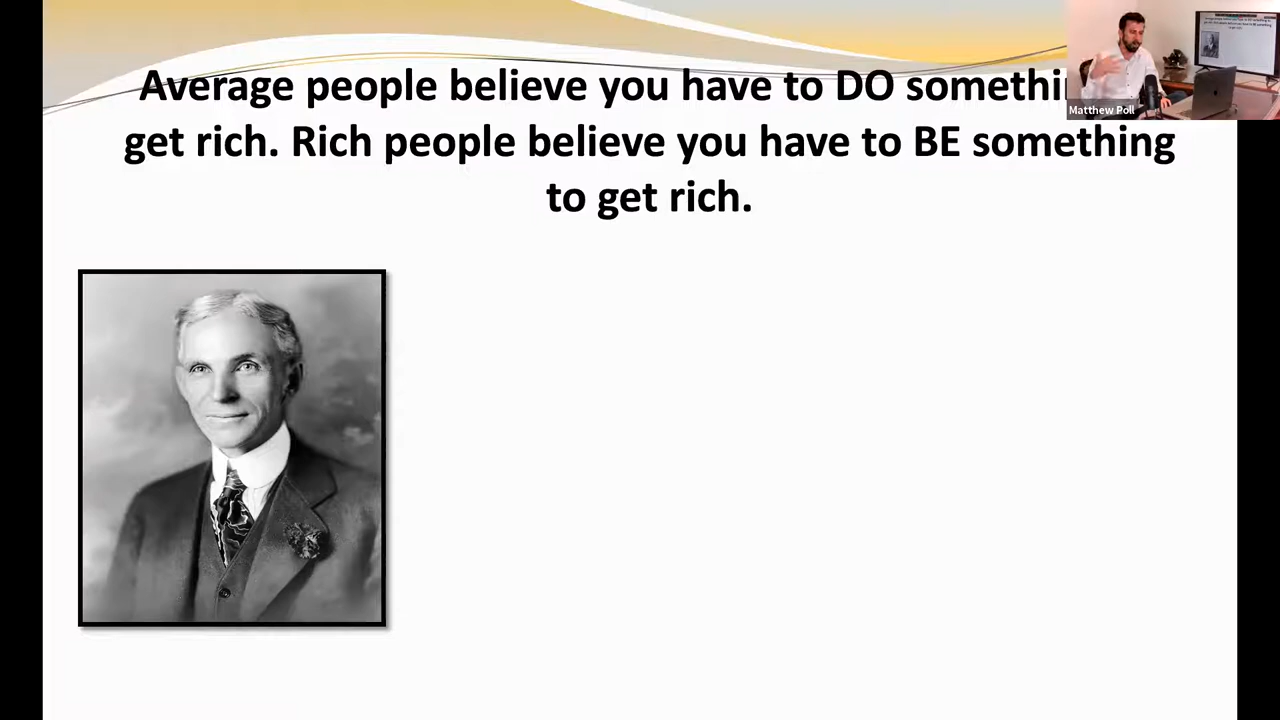 Average people believe you have to DO somethi
get rich. Rich people believe you have to BE something
to get rich.
Matthew Poll